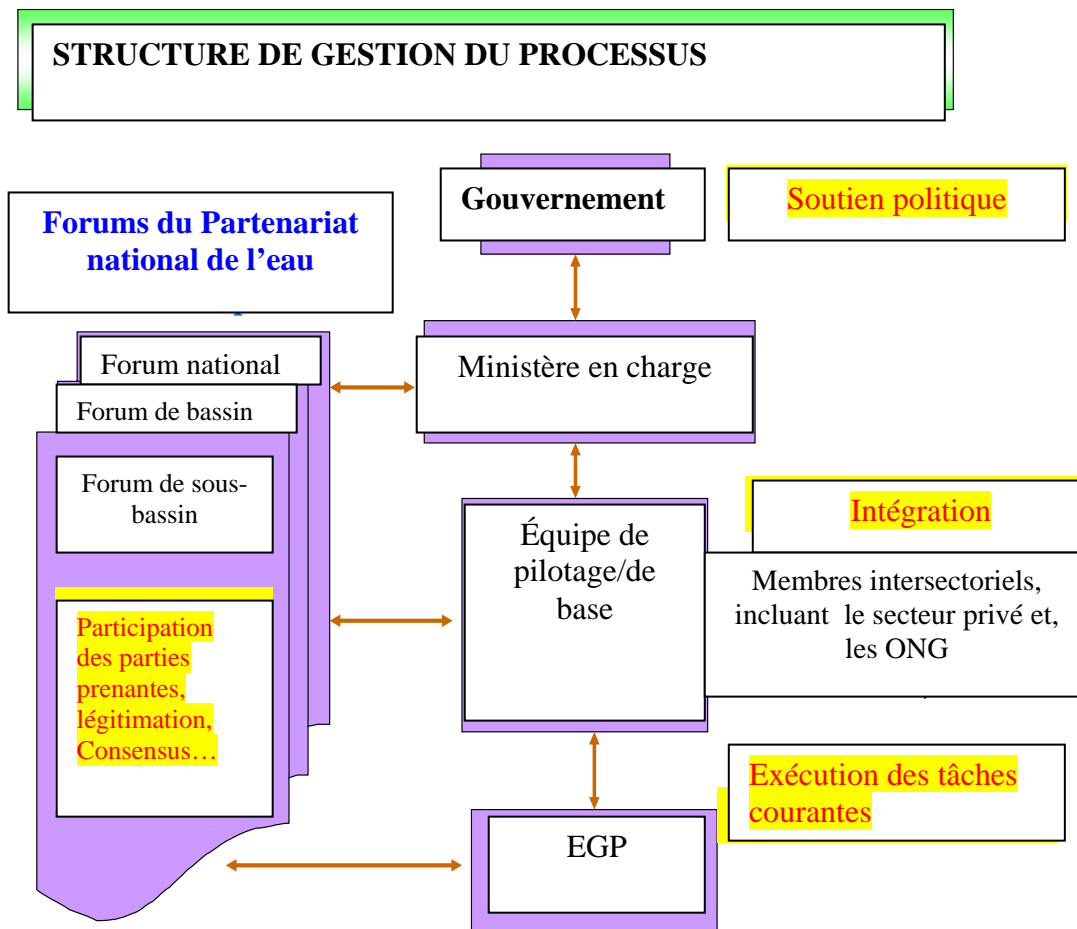 STRUCTURE DE GESTION DU PROCESSUS
Gouvernement
Soutien politique
Forums du Partenariat
national de l’eau
Forum national
Ministère en charge
Forum de bassin
Forum de sous-
bassin
Équipe de
pilotage/de
base
Intégration
Membres intersectoriels,
incluant le secteur privé et,
les ONG
Participation
des parties
prenantes,
légitimation,
Consensus…
Exécution des tâches
courantes
EGP